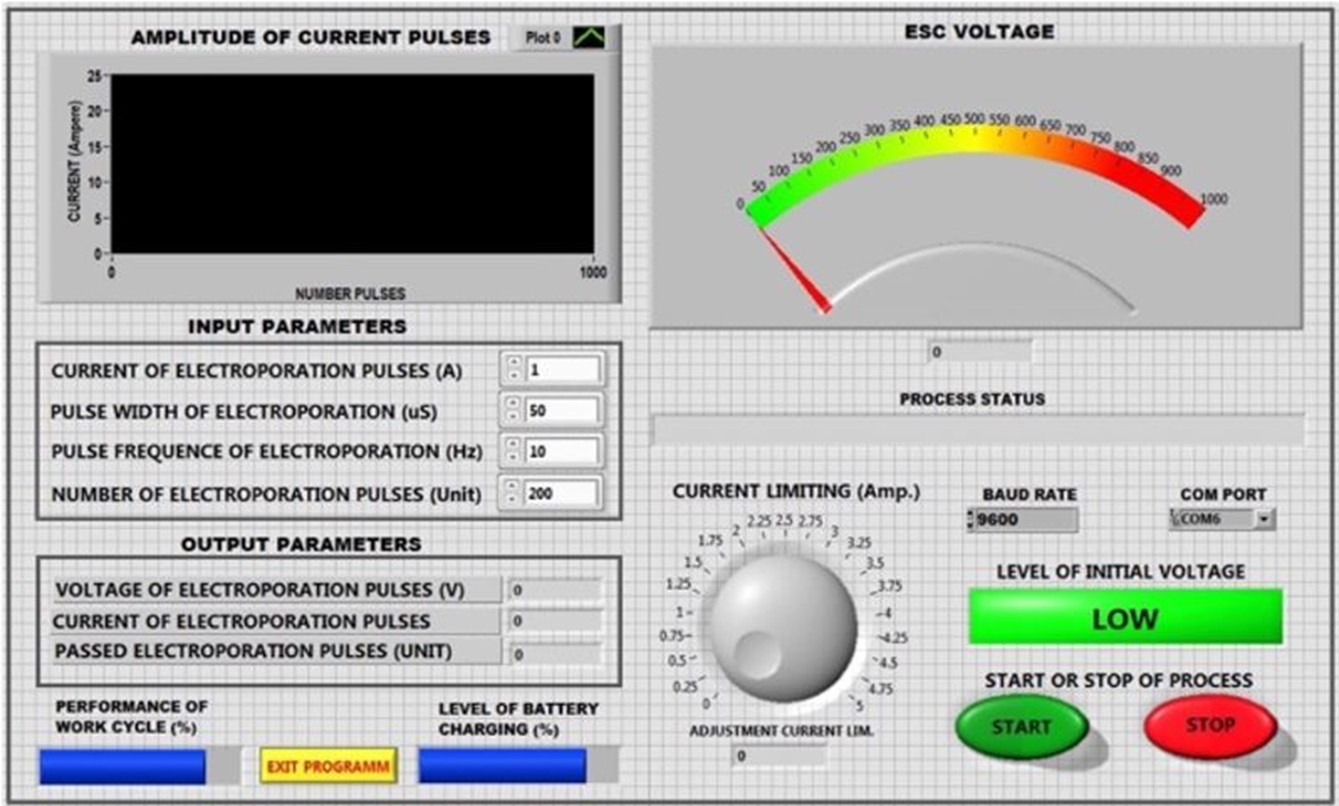 AMPLITUDE OF CURRENT PULSES
Plot 0
25
20
15
10
5
0
CURRENT (Ampere)
0 1000
NUMBER PULSES
INPUT PARAMETERS
CURRENT OF ELECTROPORATION PULSES (A) 1
PULSE WIDTH OF ELECTROPORATION (uS) 50
PULSE FREQUENCE OF ELECTROPORATION (Hz) 10
NUMBER OF ELECTROPORATION PULSES (Unit) 200
OUTPUT PARAMETERS
VOLTAGE OF ELECTROPORATION PULSES (V) 0
CURRENT OF ELECTROPORATION PULSES 0
PASSED ELECTROPORATION PULSES (UNIT) 0
PERFORMANCE OF
WORK CYCLE (%)
EXIT PROGRAMM
LEVEL OF BATTERY
CHARGING (%)
ESC VOLTAGE
0 50 100 150 200 250 300 350 400 450 500 550 600 650 700 750 800 850 900 1000
0
PROCESS STATUS
CURRENT LIMITING (Amp.)
0 0.25 0.5 0.75 1 1.25 1.5 1.75 2 2.25 2.5 2.75 3 3.25 3.5 3.75 4 4.25 4.5 4.75 5
ADJUSTMENT CURRENT LIM.
0
BAUD RATE
9600
COM PORT
COM6
LEVEL OF INITIAL VOLTAGE
LOW
START OR STOP OF PROCESS
START
STOP